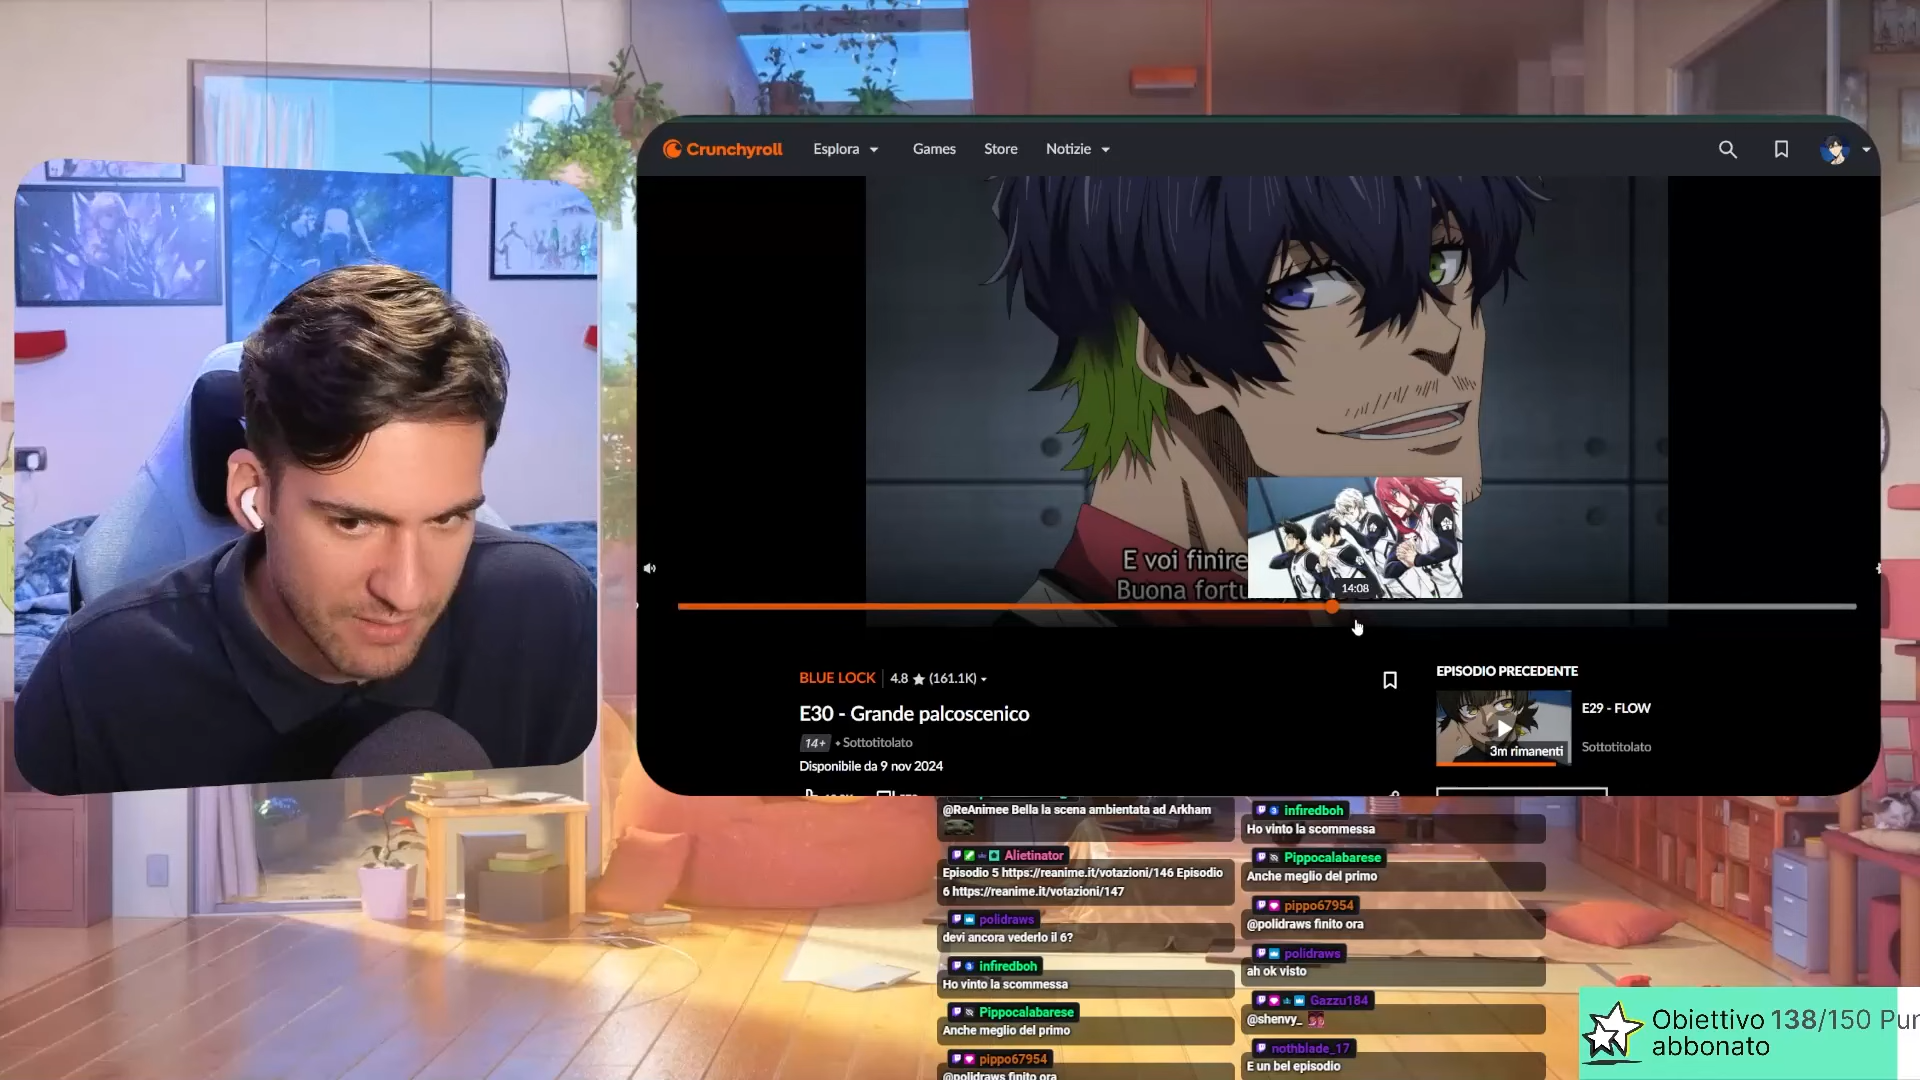 Crunchyroll
Esplora
Games
Store
Notizie
E voi finire
Buona fortu
14:08
BLUE LOCK
4.8 ★ (161.1K)
E30 - Grande palcoscenico
14+ Sottotitolato
Disponibile da 9 nov 2024
EPISODIO PRECEDENTE
3m rimanenti
E29 - FLOW
Sottotitolato
@ReAnimee Bella la scena ambientata ad Arkham
Alietinator
Episodio 5 https://reanime.it/votazioni/146 Episodio
6 https://reanime.it/votazioni/147
polidraws
devi ancora vederlo il 6?
infiredboh
Ho vinto la scommessa
Pippocalabarese
Anche meglio del primo
pippo67954
@polidraws finito ora
infiredboh
Ho vinto la scommessa
Pippocalabarese
Anche meglio del primo
pippo67954
@polidraws finito ora
polidraws
ah ok visto
Gazzu184
@shenvy_
nothblade_17
E un bel episodio
Obiettivo 138/150 Pun
abbonato